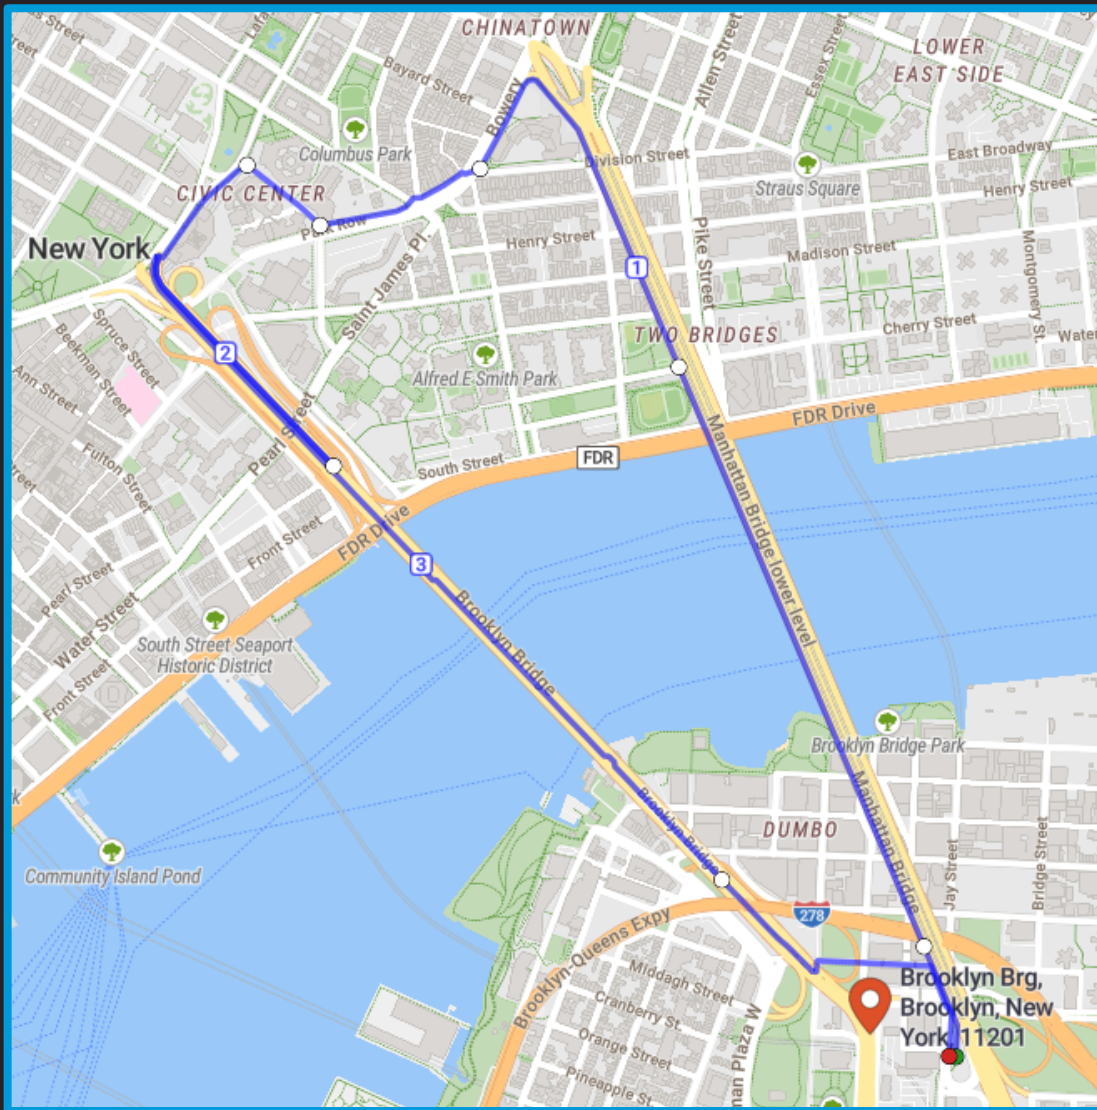 CHINATOWN
LOWER
EAST SIDE
Bayard Street
Bowery
Allen Street
Essex Street
Columbus Park
Division Street
East Broadway
Straus Square
Henry Street
CIVIC CENTER
Park Row
Henry Street
Pike Street
Madison Street
Montgomery St.
New York
Saint James Pl.
1
TWO BRIDGES
Cherry Street
Spruce Street
Beekman Street
2
Alfred E Smith Park
Ann Street
Pearl Street
Fulton Street
FDR Drive
South Street
FDR
Manhattan Bridge lower level
Front Street
FDR Drive
3
Pearl Street
Water Street
Brooklyn Bridge
South Street Seaport
Historic District
Front Street
Brooklyn Bridge Park
Manhattan Bridge
Brooklyn Bridge
DUMBO
Jay Street
Bridge Street
Community Island Pond
278
Brooklyn-Queens Expy
Middagh Street
Cranberry St.
Orange Street
Pineapple St.
man Plaza W
Brooklyn Brg,
Brooklyn, New
York, 11201